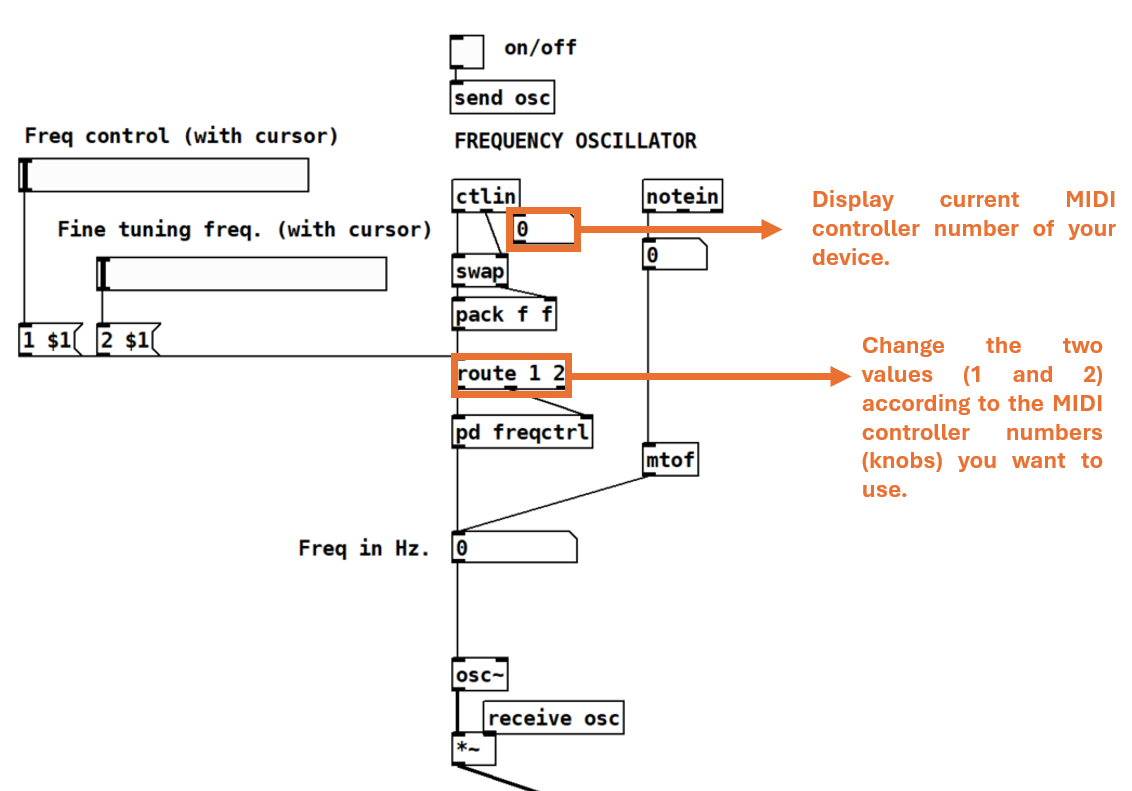 on/off
send osc
Freq control (with cursor)
FREQUENCY OSCILLATOR
ctlin
notein
0
Display current MIDI
controller number of your
device.
Fine tuning freq. (with cursor)
0
swap
pack f f
1 $1
2 $1
route 1 2
Change the two
values (1 and 2)
according to the MIDI
controller numbers
(knobs) you want to
use.
pd freqctrl
mtof
Freq in Hz.
0
osc~
receive osc
*~